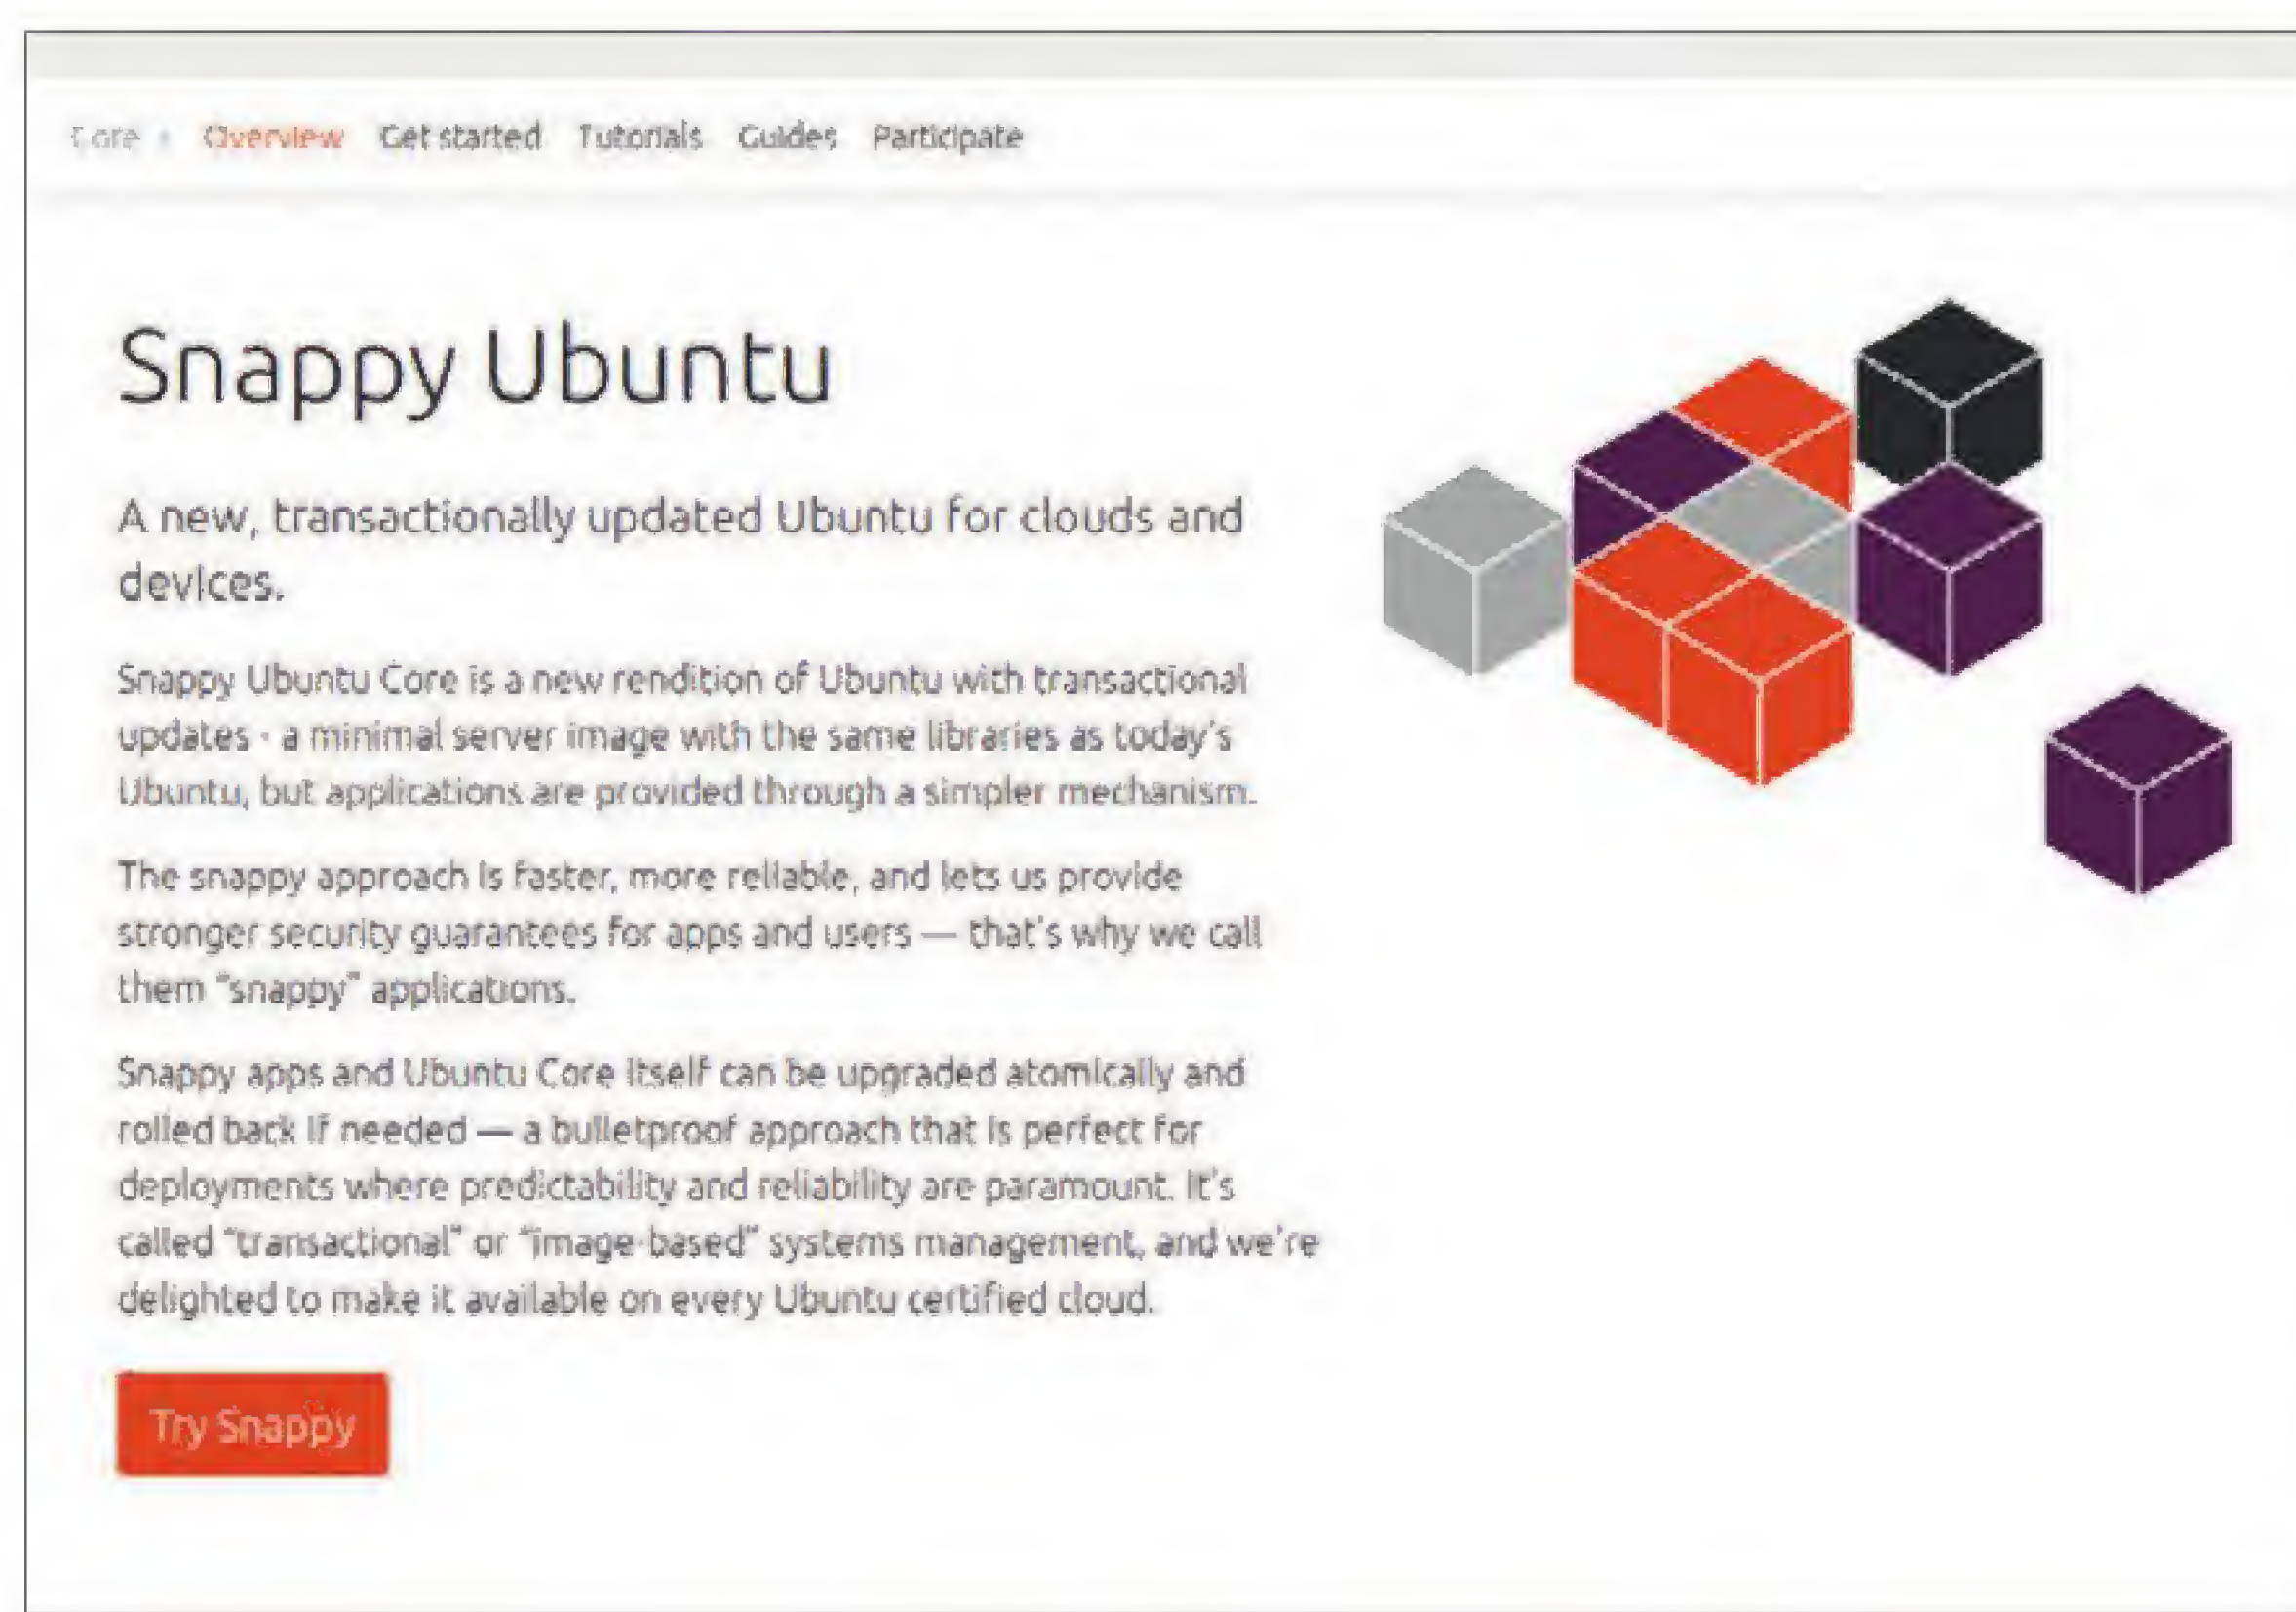 Core › Overview Get started Tutorials Guides Participate
Snappy Ubuntu
A new, transactionally updated Ubuntu for clouds and
devices.
Snappy Ubuntu Core is a new rendition of Ubuntu with transactional
updates - a minimal server image with the same libraries as today's
Ubuntu, but applications are provided through a simpler mechanism.
The snappy approach is faster, more reliable, and lets us provide
stronger security guarantees for apps and users — that's why we call
them “snappy” applications.
Snappy apps and Ubuntu Core itself can be upgraded atomically and
rolled back if needed — a bulletproof approach that is perfect for
deployments where predictability and reliability are paramount. It's
called “transactional” or “image-based” systems management, and we're
delighted to make it available on every Ubuntu certified cloud.
Try Snappy